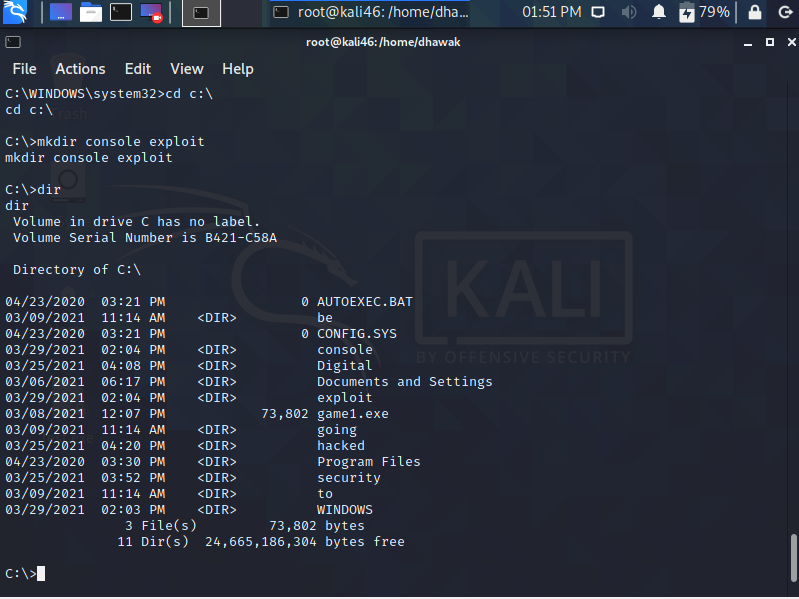 root@kali46: /home/dha... 01:51 PM 79%
root@kali46:/home/dhawak
File Actions Edit View Help
C:\WINDOWS\system32>cd c:\
cd c:\
C:\>mkdir console exploit
mkdir console exploit
C:\>dir
dir
Volume in drive C has no label.
Volume Serial Number is B421-C58A
Directory of C:\
04/23/2020 03:21 PM 0 AUTOEXEC.BAT
03/09/2021 11:14 AM <DIR> be
04/23/2020 03:21 PM 0 CONFIG.SYS
03/29/2021 02:04 PM <DIR> console
03/25/2021 04:08 PM <DIR> Digital
03/06/2021 06:17 PM <DIR> Documents and Settings
03/29/2021 02:04 PM <DIR> exploit
03/08/2021 12:07 PM 73,802 game1.exe
03/09/2021 11:14 AM <DIR> going
03/25/2021 04:20 PM <DIR> hacked
04/23/2020 03:30 PM <DIR> Program Files
03/25/2021 03:52 PM <DIR> security
03/09/2021 11:14 AM <DIR> to
03/29/2021 02:03 PM <DIR> WINDOWS
3 File(s) 73,802 bytes
11 Dir(s) 24,665,186,304 bytes free
C:\>
KALI
BY OFFENSIVE SECURITY